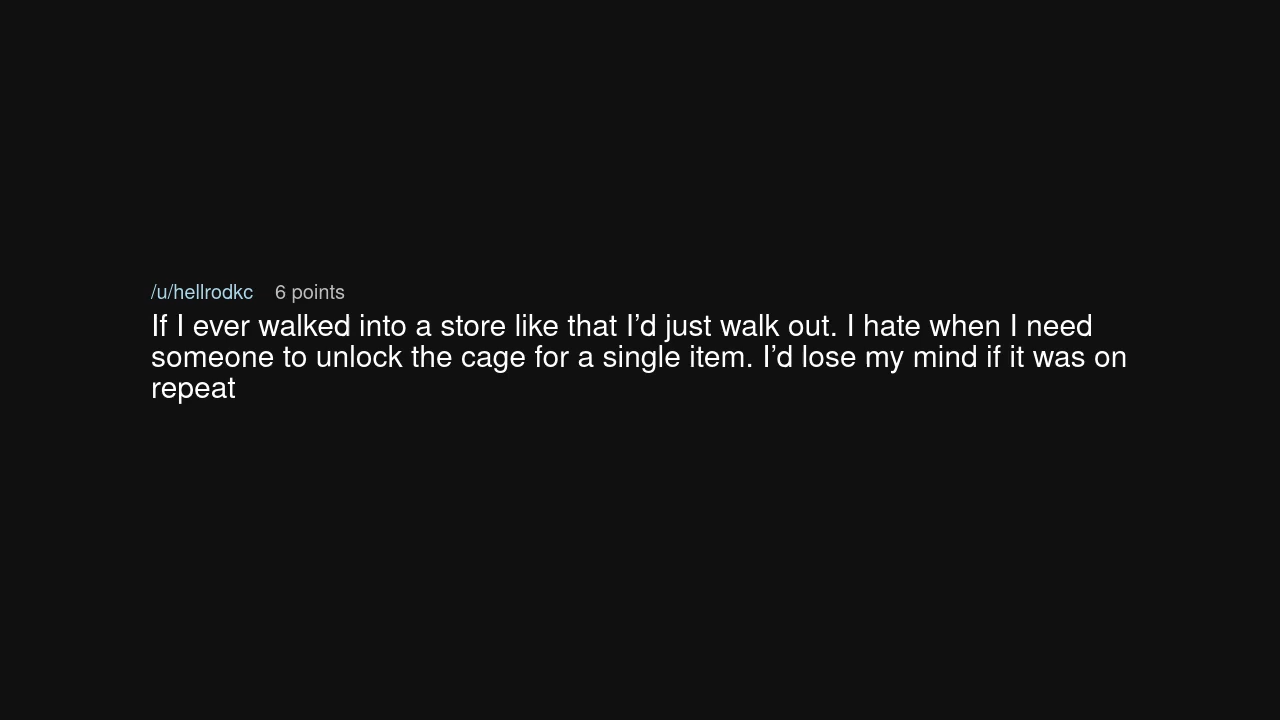 /u/hellrodkc 6 points
If I ever walked into a store like that I’d just walk out. I hate when I need
someone to unlock the cage for a single item. I’d lose my mind if it was on
repeat